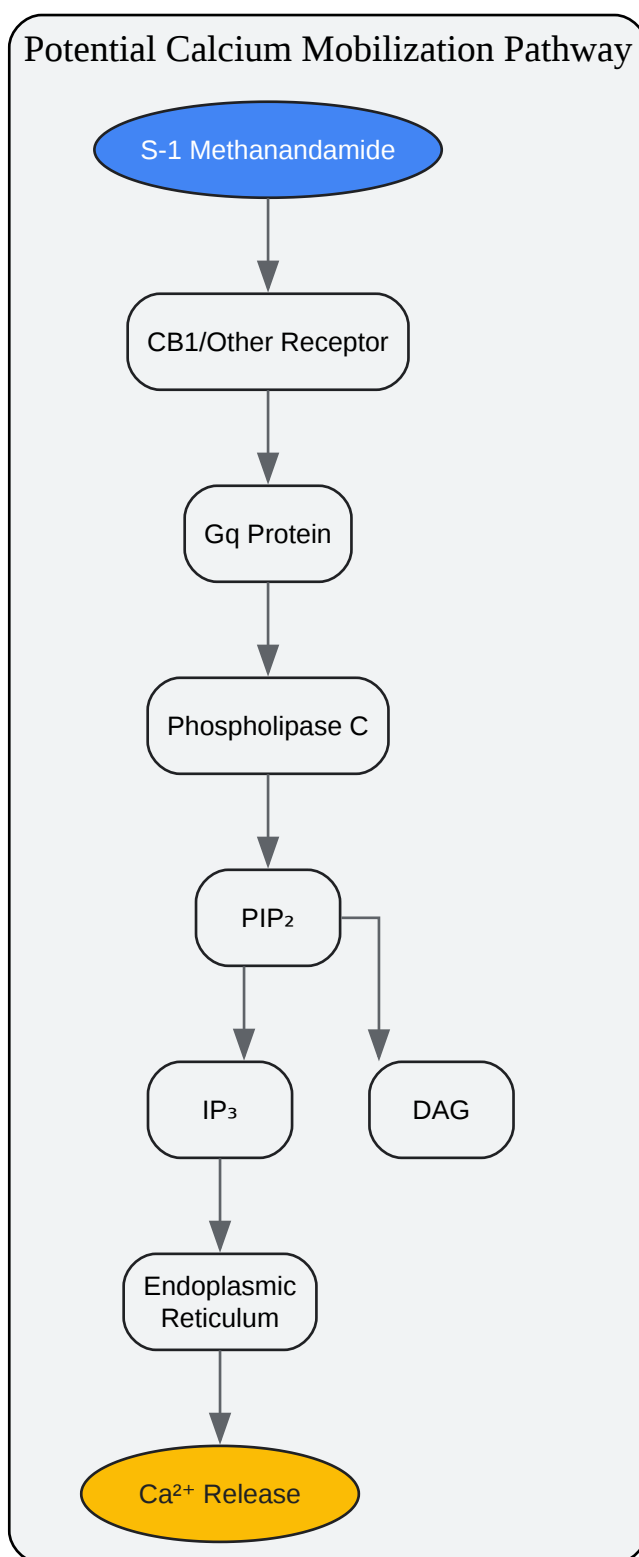 Potential Calcium Mobilization Pathway
S-1 Methanandamide
CB1/Other Receptor
Gq Protein
Phospholipase C
PIP₂
IP₃
DAG
Endoplasmic
Reticulum
Ca²⁺ Release